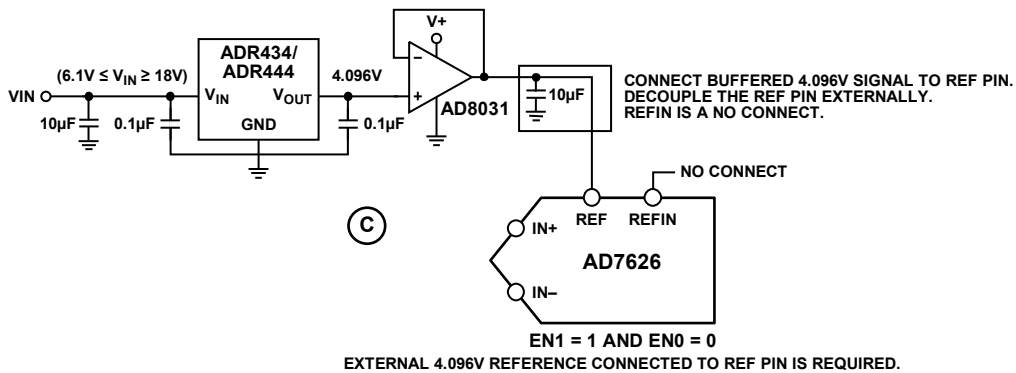 V+
ADR434/
ADR444
(6.1V ≤ VIN ≥ 18V)
4.096V
VIN
VIN
VOUT
GND
10µF
0.1µF
0.1µF
−
+
AD8031
10µF
CONNECT BUFFERED 4.096V SIGNAL TO REF PIN.
DECOUPLE THE REF PIN EXTERNALLY.
REFIN IS A NO CONNECT.
NO CONNECT
C
REF
REFIN
IN+
AD7626
IN–
EN1 = 1 AND EN0 = 0
EXTERNAL 4.096V REFERENCE CONNECTED TO REF PIN IS REQUIRED.